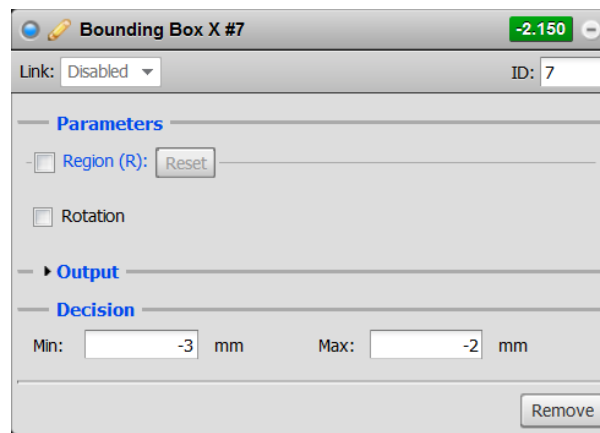 Bounding Box X #7 -2.150
Link: Disabled ID: 7
Parameters
Region (R): Reset
Rotation
Output
Decision
Min: -3 mm Max: -2 mm
Remove